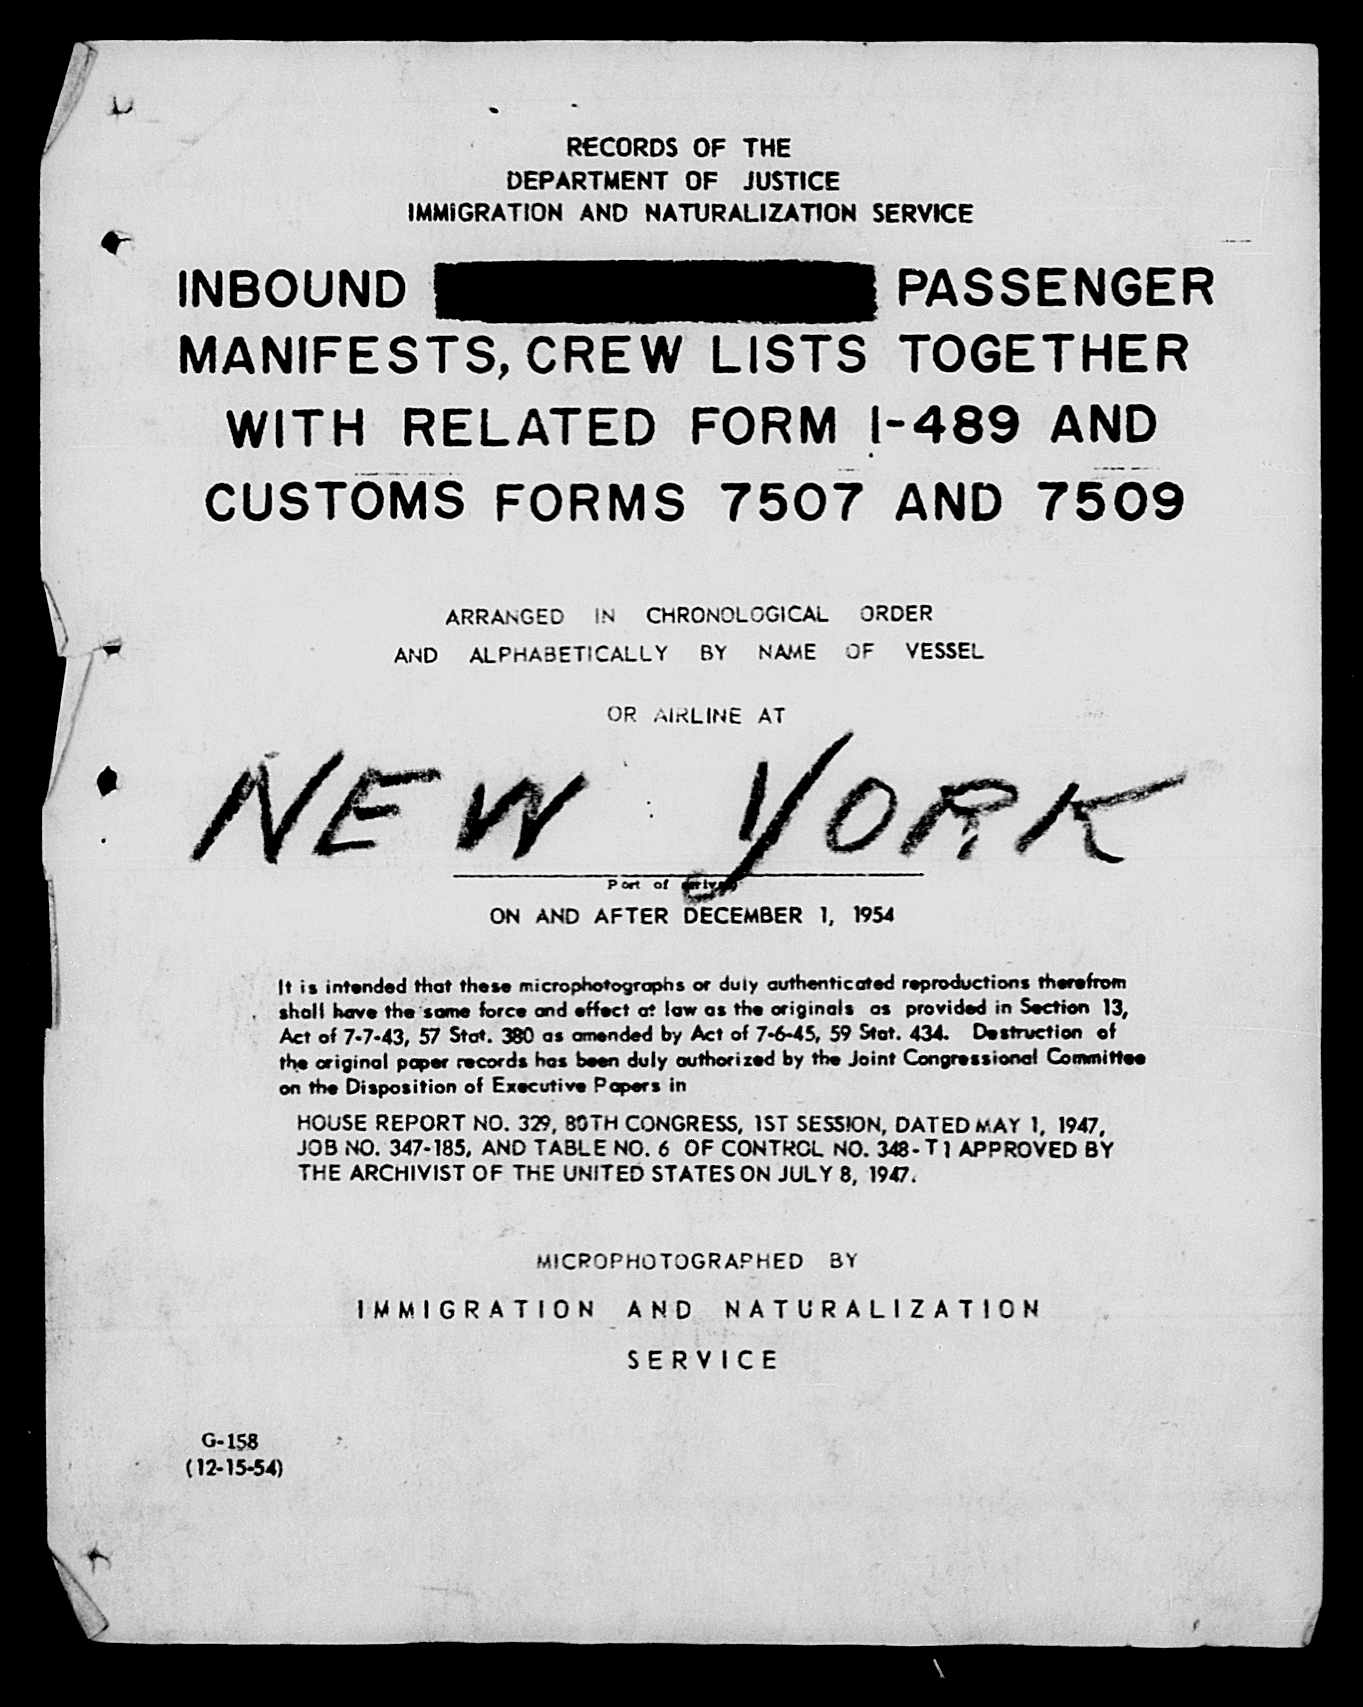 RECORDS OF THE
DEPARTMENT OF JUSTICE
IMMIGRATION AND NATURALIZATION SERVICE
INBOUND PASSENGER
MANIFESTS, CREW LISTS TOGETHER
WITH RELATED FORM I-489 AND
CUSTOMS FORMS 7507 AND 7509
ARRANGED IN CHRONOLOGICAL ORDER
AND ALPHABETICALLY BY NAME OF VESSEL
OR AIRLINE AT
NEW YORK
Port of arrival
ON AND AFTER DECEMBER 1, 1954
It is intended that these microphotographs or duly authenticated reproductions therefrom
shall have the same force and effect at law as the originals as provided in Section 13,
Act of 7-7-43, 57 Stat. 380 as amended by Act of 7-6-45, 59 Stat. 434. Destruction of
the original paper records has been duly authorized by the Joint Congressional Committee
on the Disposition of Executive Papers in
HOUSE REPORT NO. 329, 80TH CONGRESS, 1ST SESSION, DATED MAY 1, 1947,
JOB NO. 347-185, AND TABLE NO. 6 OF CONTROL NO. 348-T1 APPROVED BY
THE ARCHIVIST OF THE UNITED STATES ON JULY 8, 1947.
MICROPHOTOGRAPHED BY
IMMIGRATION AND NATURALIZATION
SERVICE
G-158
(12-15-54)